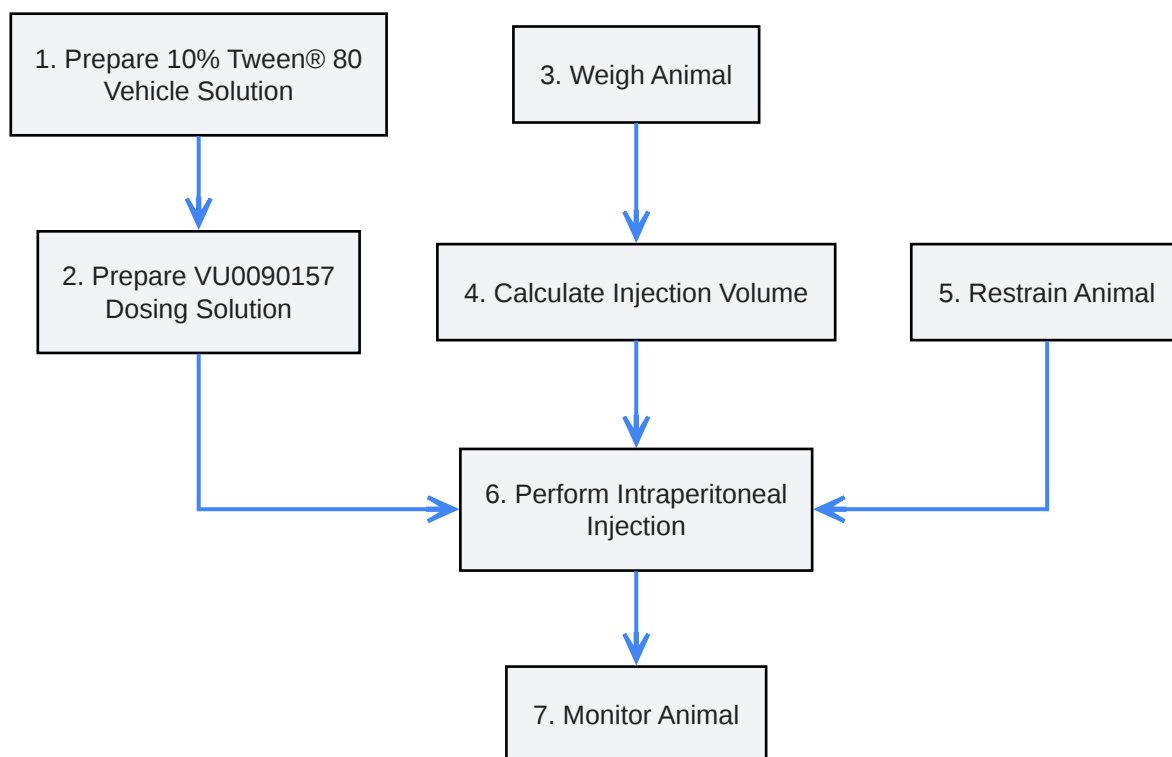 1. Prepare 10% Tween® 80
Vehicle Solution
3. Weigh Animal
2. Prepare VU0090157
Dosing Solution
4. Calculate Injection Volume
5. Restrain Animal
6. Perform Intraperitoneal
Injection
7. Monitor Animal